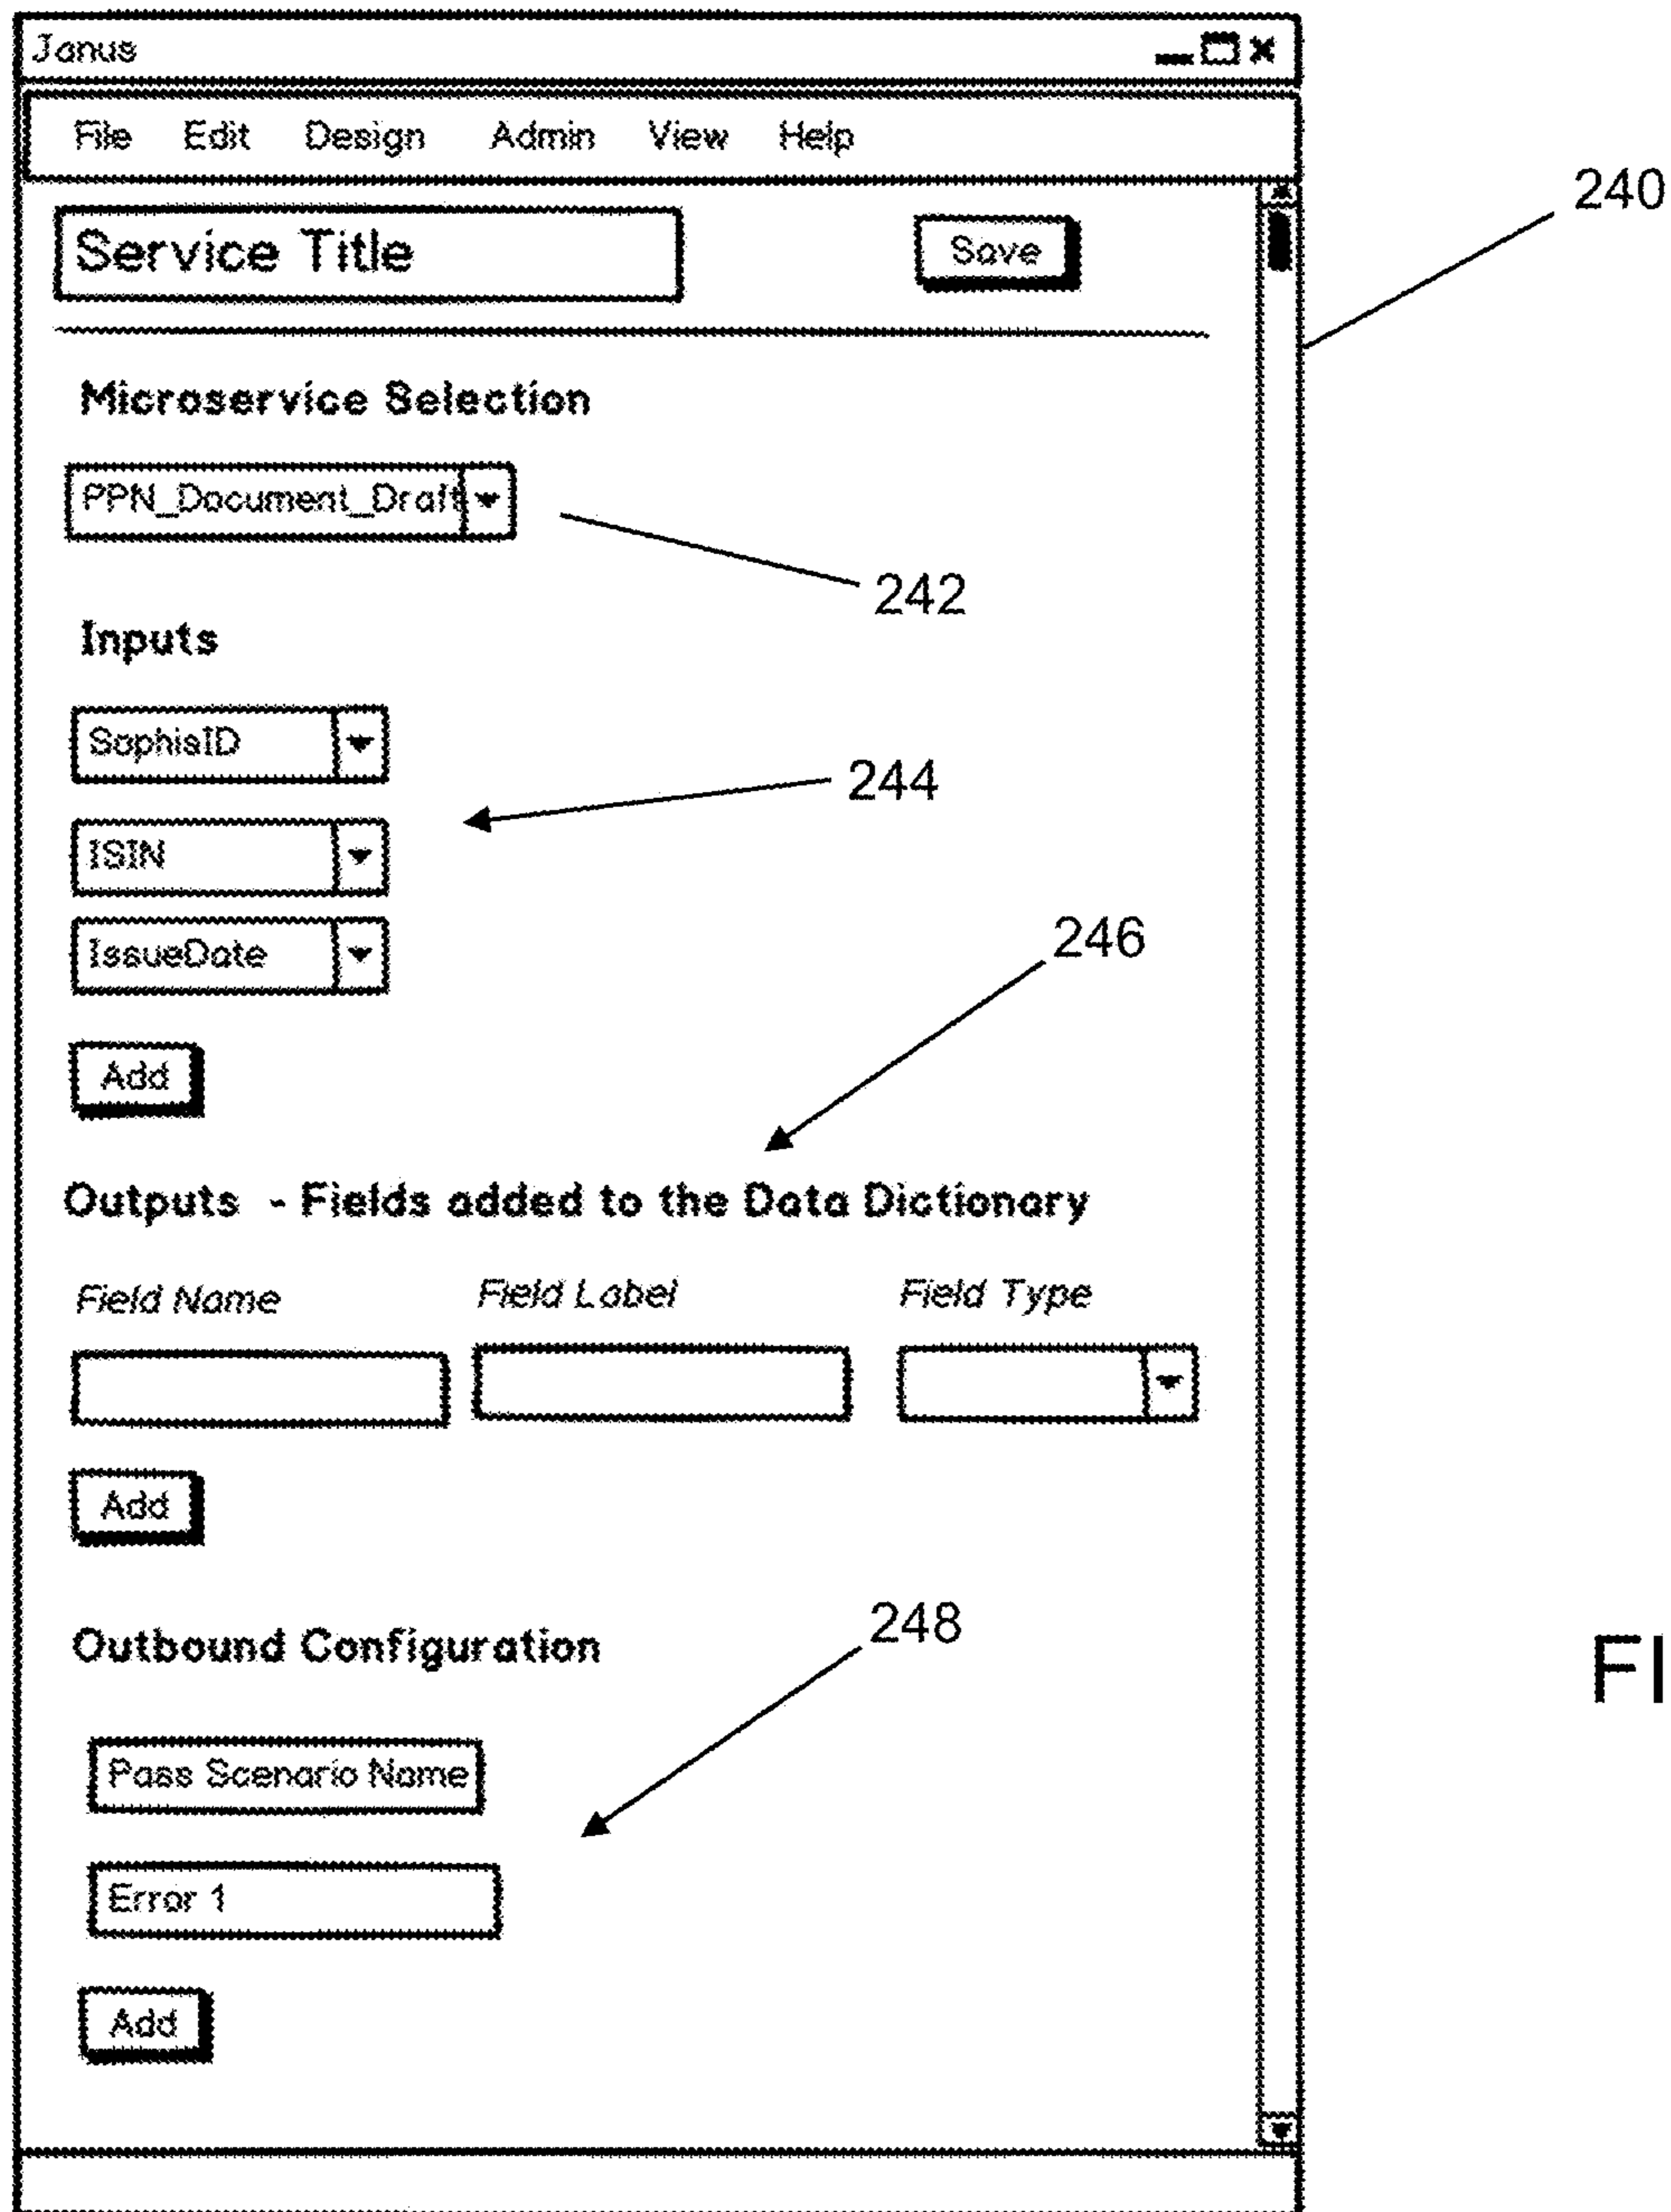 Janus
File Edit Design Admin View Help
240
Service Title Save
Microservice Selection
PPN_Document_Draft
242
Inputs
SophisID
244
ISIN
246
IssueDate
Add
Outputs - Fields added to the Data Dictionary
Field Name Field Label Field Type
Add
248
Outbound Configuration
FI
Pass Scenario Name
Error 1
Add